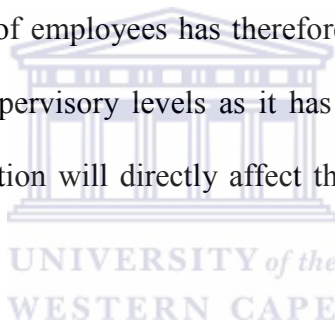 of employees has therefore
pervisory levels as it has
tion will directly affect th
UNIVERSITY of the
WESTERN CAPE